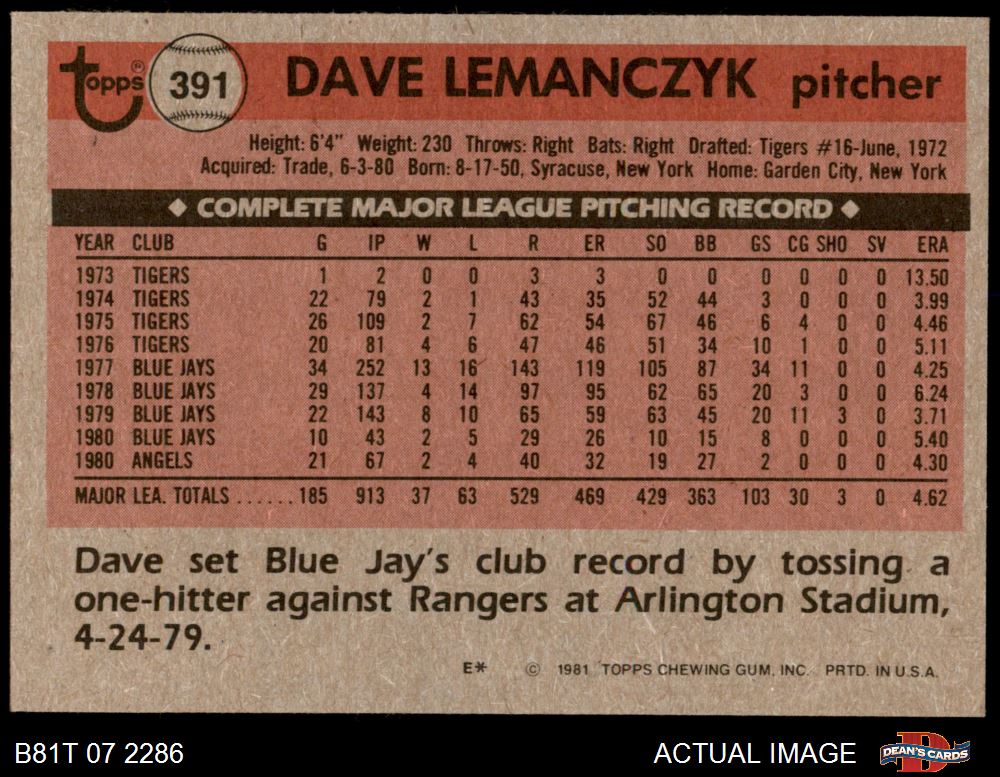 topps® 391 DAVE LEMANCZYK pitcher
Height: 6'4" Weight: 230 Throws: Right Bats: Right Drafted: Tigers #16-June, 1972
Acquired: Trade, 6-3-80 Born: 8-17-50, Syracuse, New York Home: Garden City, New York
◆ COMPLETE MAJOR LEAGUE PITCHING RECORD ◆
YEAR CLUB G IP W L R ER SO BB GS CG SHO SV ERA
1973 TIGERS 1 2 0 0 3 3 0 0 0 0 0 0 13.50
1974 TIGERS 22 79 2 1 43 35 52 44 3 0 0 0 3.99
1975 TIGERS 26 109 2 7 62 54 67 46 6 4 0 0 4.46
1976 TIGERS 20 81 4 6 47 46 51 34 10 1 0 0 5.11
1977 BLUE JAYS 34 252 13 16 143 119 105 87 34 11 0 0 4.25
1978 BLUE JAYS 29 137 4 14 97 95 62 65 20 3 0 0 6.24
1979 BLUE JAYS 22 143 8 10 65 59 63 45 20 11 3 0 3.71
1980 BLUE JAYS 10 43 2 5 29 26 10 15 8 0 0 0 5.40
1980 ANGELS 21 67 2 4 40 32 19 27 2 0 0 0 4.30
MAJOR LEA. TOTALS ...... 185 913 37 63 529 469 429 363 103 30 3 0 4.62
Dave set Blue Jay's club record by tossing a
one-hitter against Rangers at Arlington Stadium,
4-24-79.
E* © 1981 TOPPS CHEWING GUM, INC. PRTD. IN U.S.A.
B81T 07 2286 ACTUAL IMAGE DEAN'S CARDS